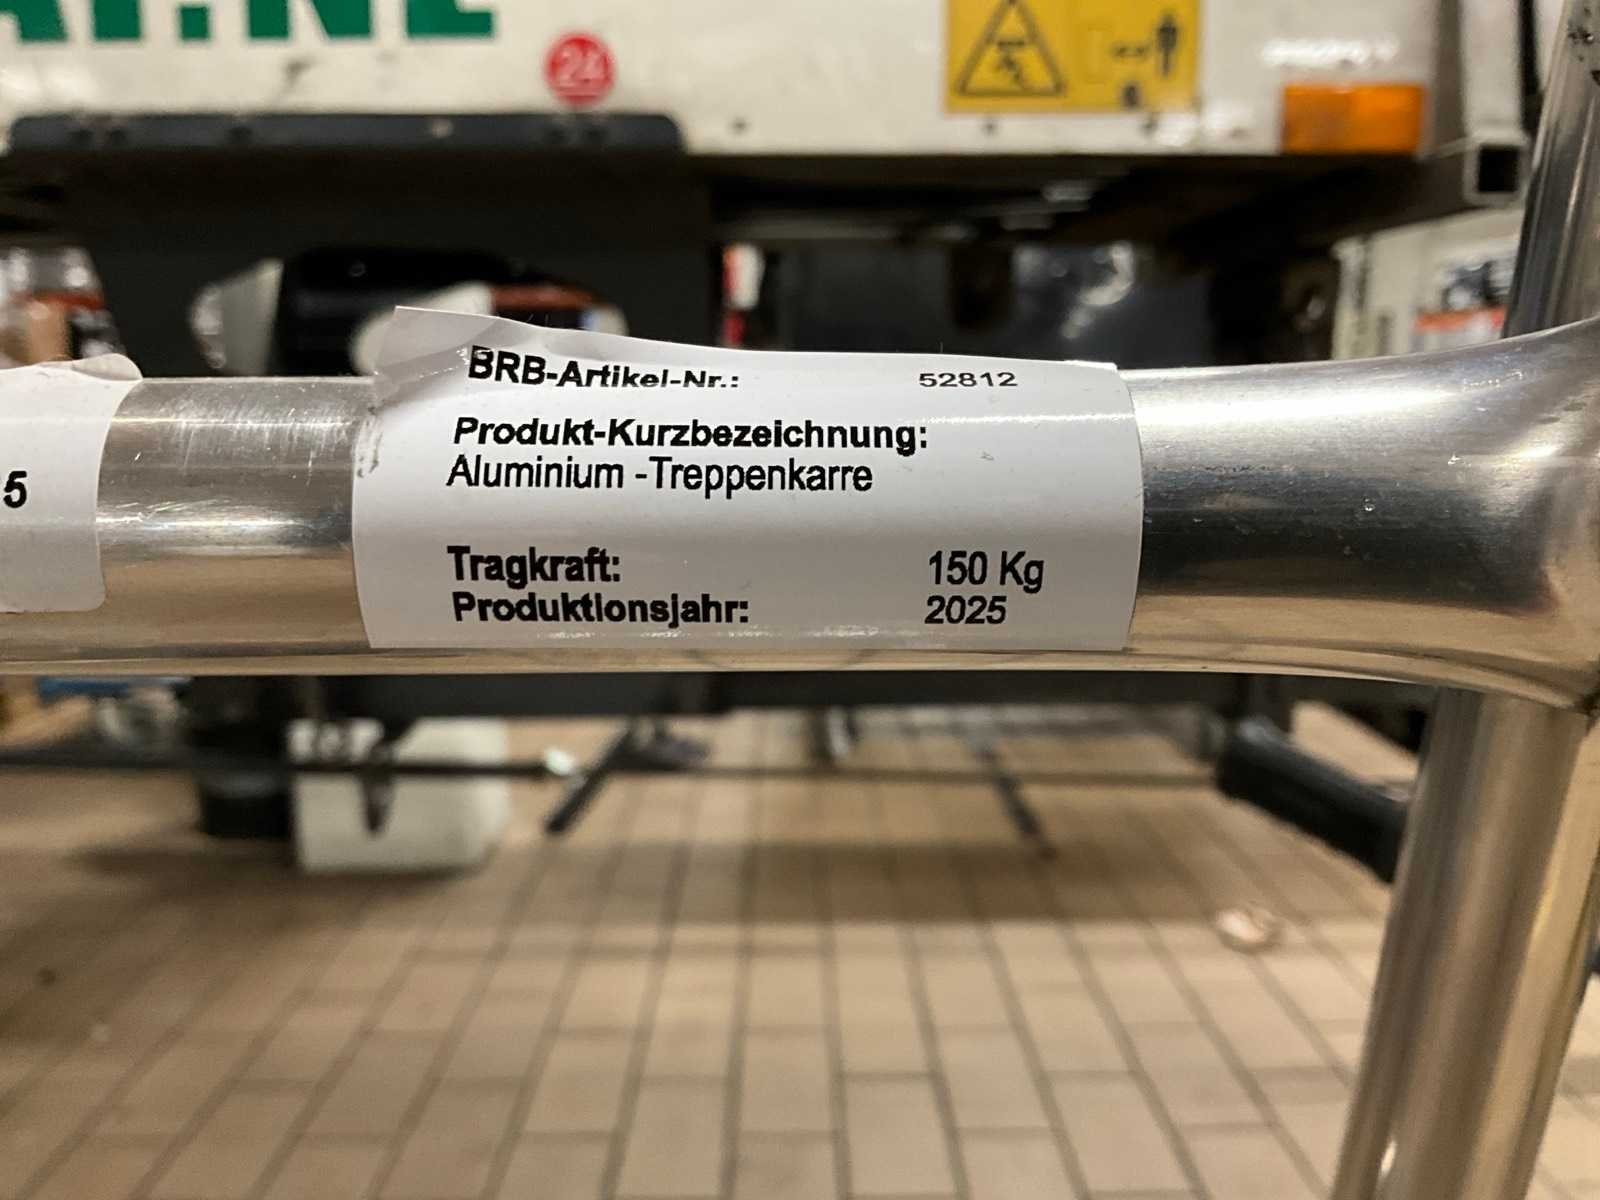 24
5
BRB-Artikel-Nr.: 52812
Produkt-Kurzbezeichnung:
Aluminium -Treppenkarre
Tragkraft: 150 Kg
Produktionsjahr: 2025